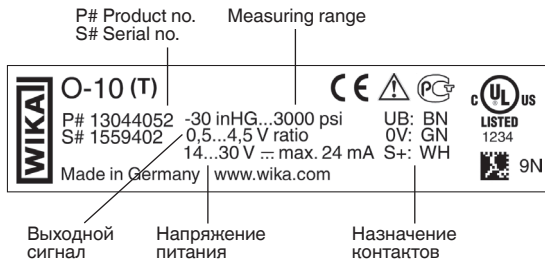 P# Product no. Measuring range
S# Serial no.
WIKAI O-10 (T) CE PG c UL US
P# 13044052 -30 inHG...3000 psi UB: BN LISTED
S# 1559402 0,5...4,5 V ratio 0V: GN 1234
14...30 V ⎓ max. 24 mA S+: WH
Made in Germany www.wika.com 9N
Выходной Напряжение Назначение
сигнал питания контактов